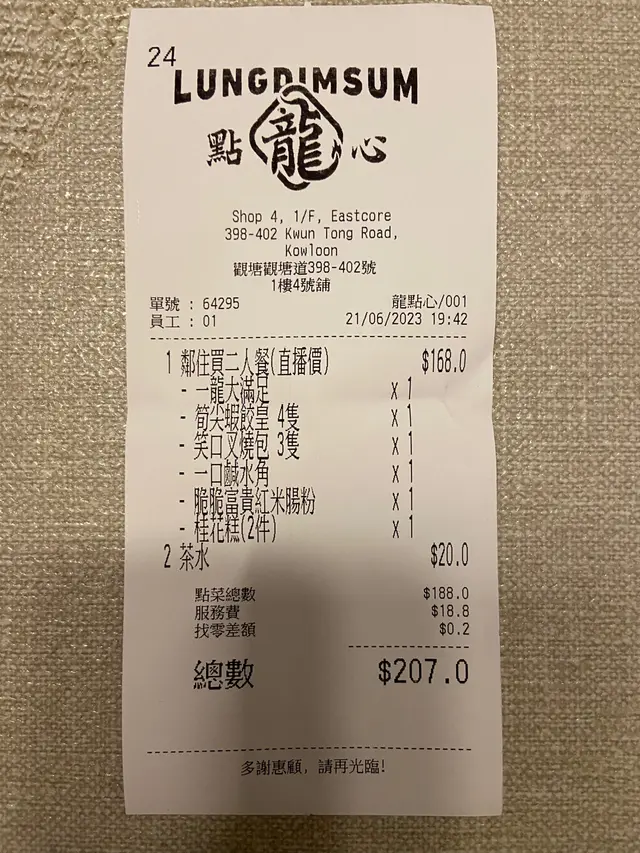 24
LUNGDIMSUM
點 龍 心
Shop 4, 1/F, Eastcore
398-402 Kwun Tong Road,
Kowloon
觀塘觀塘道398-402號
1樓4號舖
單號 : 64295 龍點心/001
員工 : 01 21/06/2023 19:42
1 鄰住買二人餐(直播價) $168.0
- 一龍大滿足 x 1
- 筍尖蝦餃皇 4隻 x 1
- 笑口叉燒包 3隻 x 1
- 一口鹹水角 x 1
- 脆脆富貴紅米腸粉 x 1
- 桂花糕(2件) x 1
2 茶水 $20.0
點菜總數 $188.0
服務費 $18.8
找零差額 $0.2
總數 $207.0
多謝惠顧, 請再光臨!